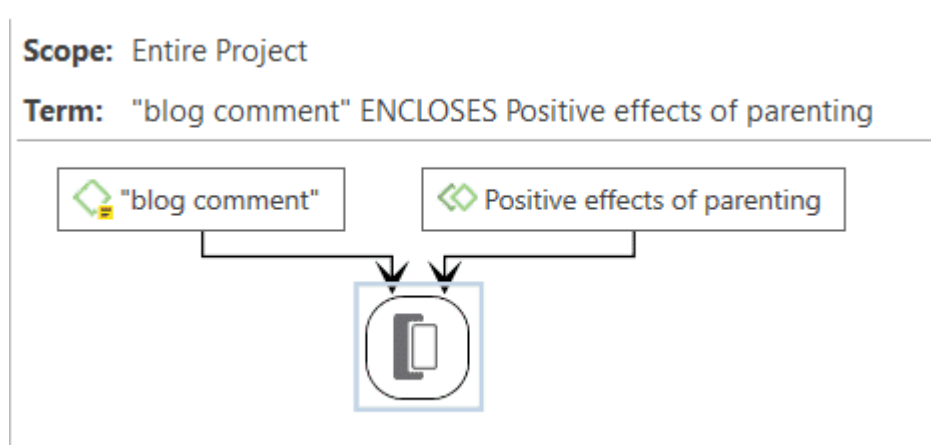 Scope: Entire Project
Term: "blog comment" ENCLOSES Positive effects of parenting
"blog comment"
Positive effects of parenting